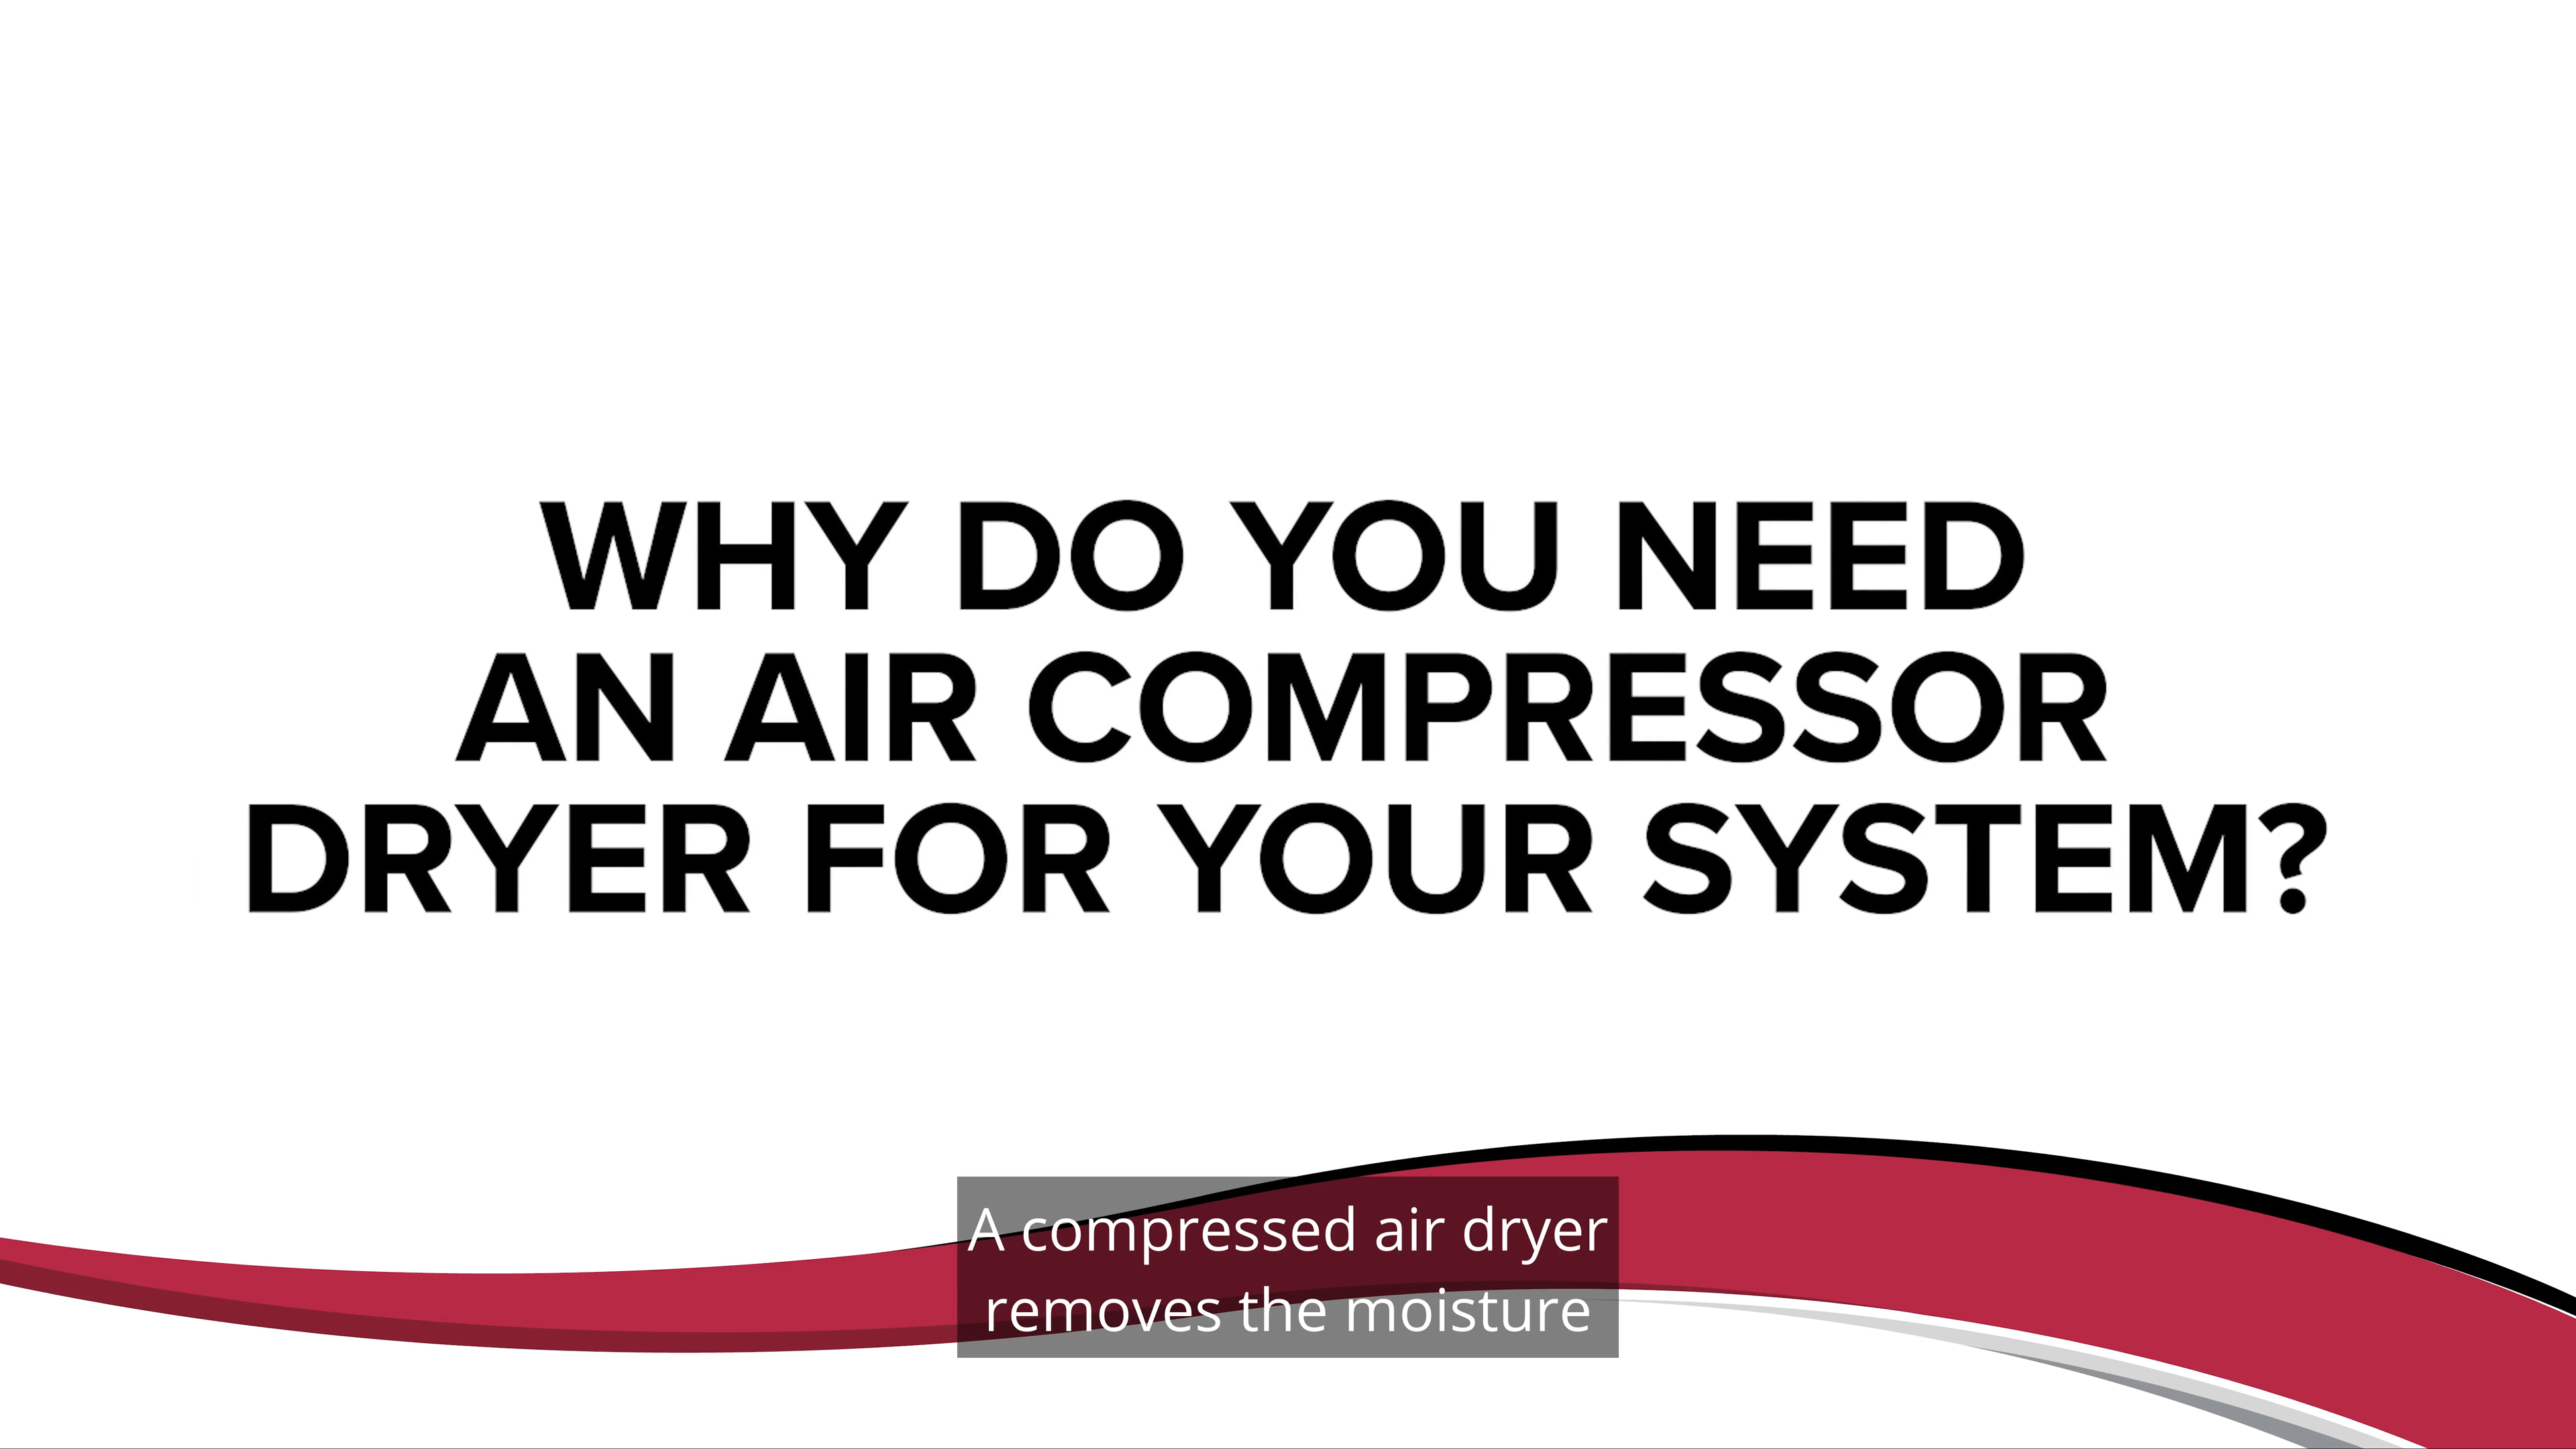 WHY DO YOU NEED
AN AIR COMPRESSOR
DRYER FOR YOUR SYSTEM?
A compressed air dryer
removes the moisture